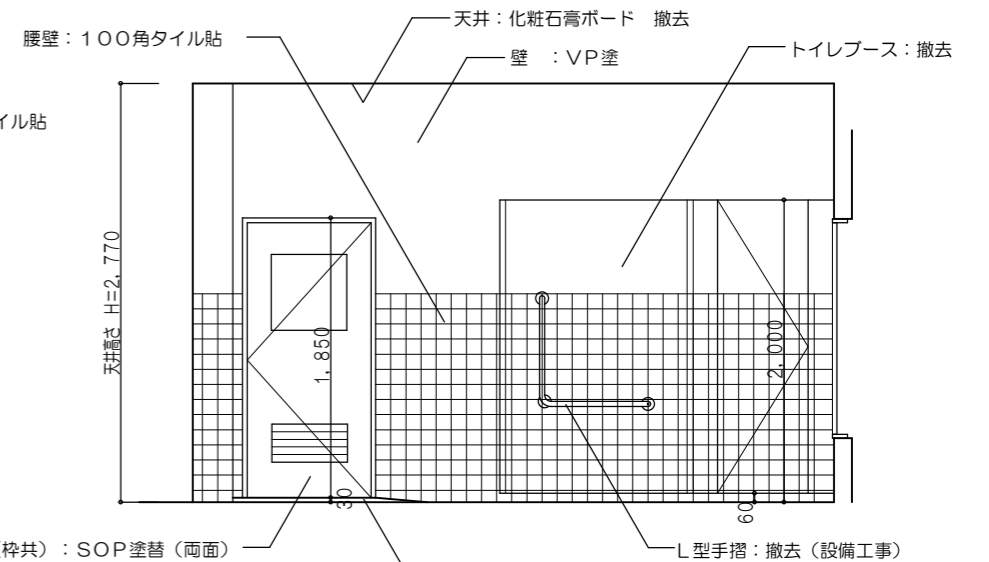 天井：化粧石膏ボード　撤去
腰壁：１００角タイル貼
壁　：ＶＰ塗
トイレブース：撤去
イル貼
天井高さ H=2,770
1,850
2,000
30
60
枠共）：ＳＯＰ塗替（両面）
Ｌ型手摺：撤去（設備工事）